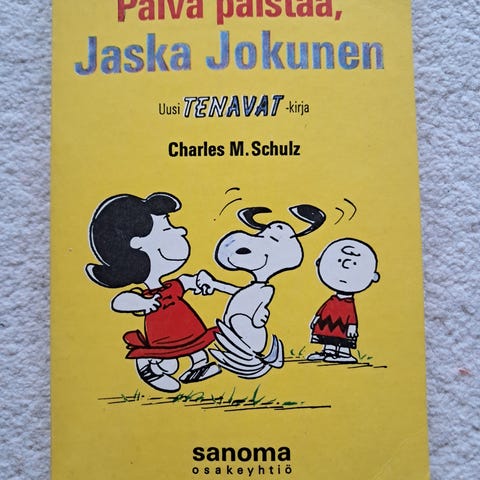 Päivä paistaa,
Jaska Jokunen
Uusi TENAVAT -kirja
Charles M. Schulz
sanoma
osakeyhtiö